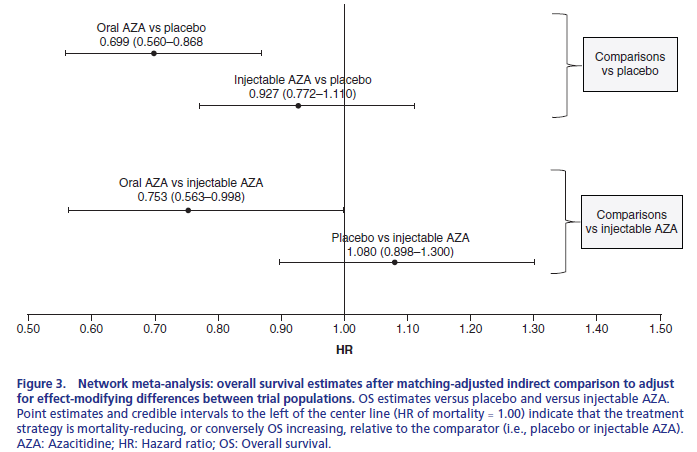 Oral AZA vs placebo
0.699 (0.560–0.868
Injectable AZA vs placebo
0.927 (0.772–1.110)
Comparisons
vs placebo
Oral AZA vs injectable AZA
0.753 (0.563–0.998)
Placebo vs injectable AZA
1.080 (0.898–1.300)
Comparisons
vs injectable AZA
0.50 0.60 0.70 0.80 0.90 1.00 1.10 1.20 1.30 1.40 1.50
HR
Figure 3. Network meta-analysis: overall survival estimates after matching-adjusted indirect comparison to adjust
for effect-modifying differences between trial populations. OS estimates versus placebo and versus injectable AZA.
Point estimates and credible intervals to the left of the center line (HR of mortality = 1.00) indicate that the treatment
strategy is mortality-reducing, or conversely OS increasing, relative to the comparator (i.e., placebo or injectable AZA).
AZA: Azacitidine; HR: Hazard ratio; OS: Overall survival.